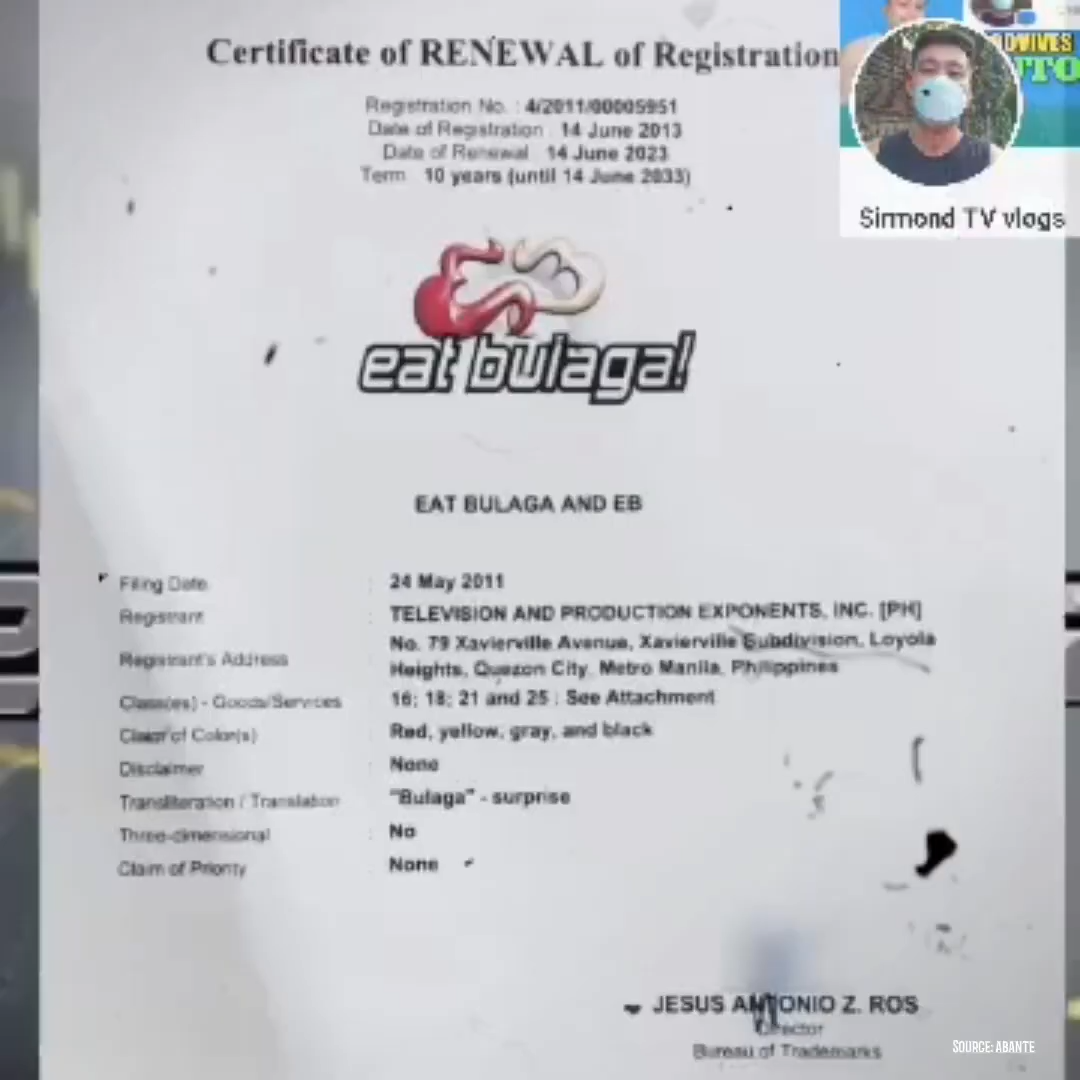 Certificate of RENEWAL of Registration
Registration No. : 4/2011/00005951
Date of Registration : 14 June 2013
Date of Renewal : 14 June 2023
Term : 10 years (until 14 June 2033)
Sirmond TV vlogs
eat bulaga!
EAT BULAGA AND EB
Filing Date : 24 May 2011
Registrant : TELEVISION AND PRODUCTION EXPONENTS, INC. [PH]
Registrant's Address : No. 79 Xavierville Avenue, Xavierville Subdivision, Loyola
Heights, Quezon City, Metro Manila, Philippines
Class(es) - Goods/Services : 16; 18; 21 and 25 : See Attachment
Claim of Color(s) : Red, yellow, gray, and black
Disclaimer : None
Transliteration / Translation : "Bulaga" - surprise
Three-dimensional : No
Claim of Priority : None
JESUS ANTONIO Z. ROS
Director
Bureau of Trademarks
SOURCE: ABANTE